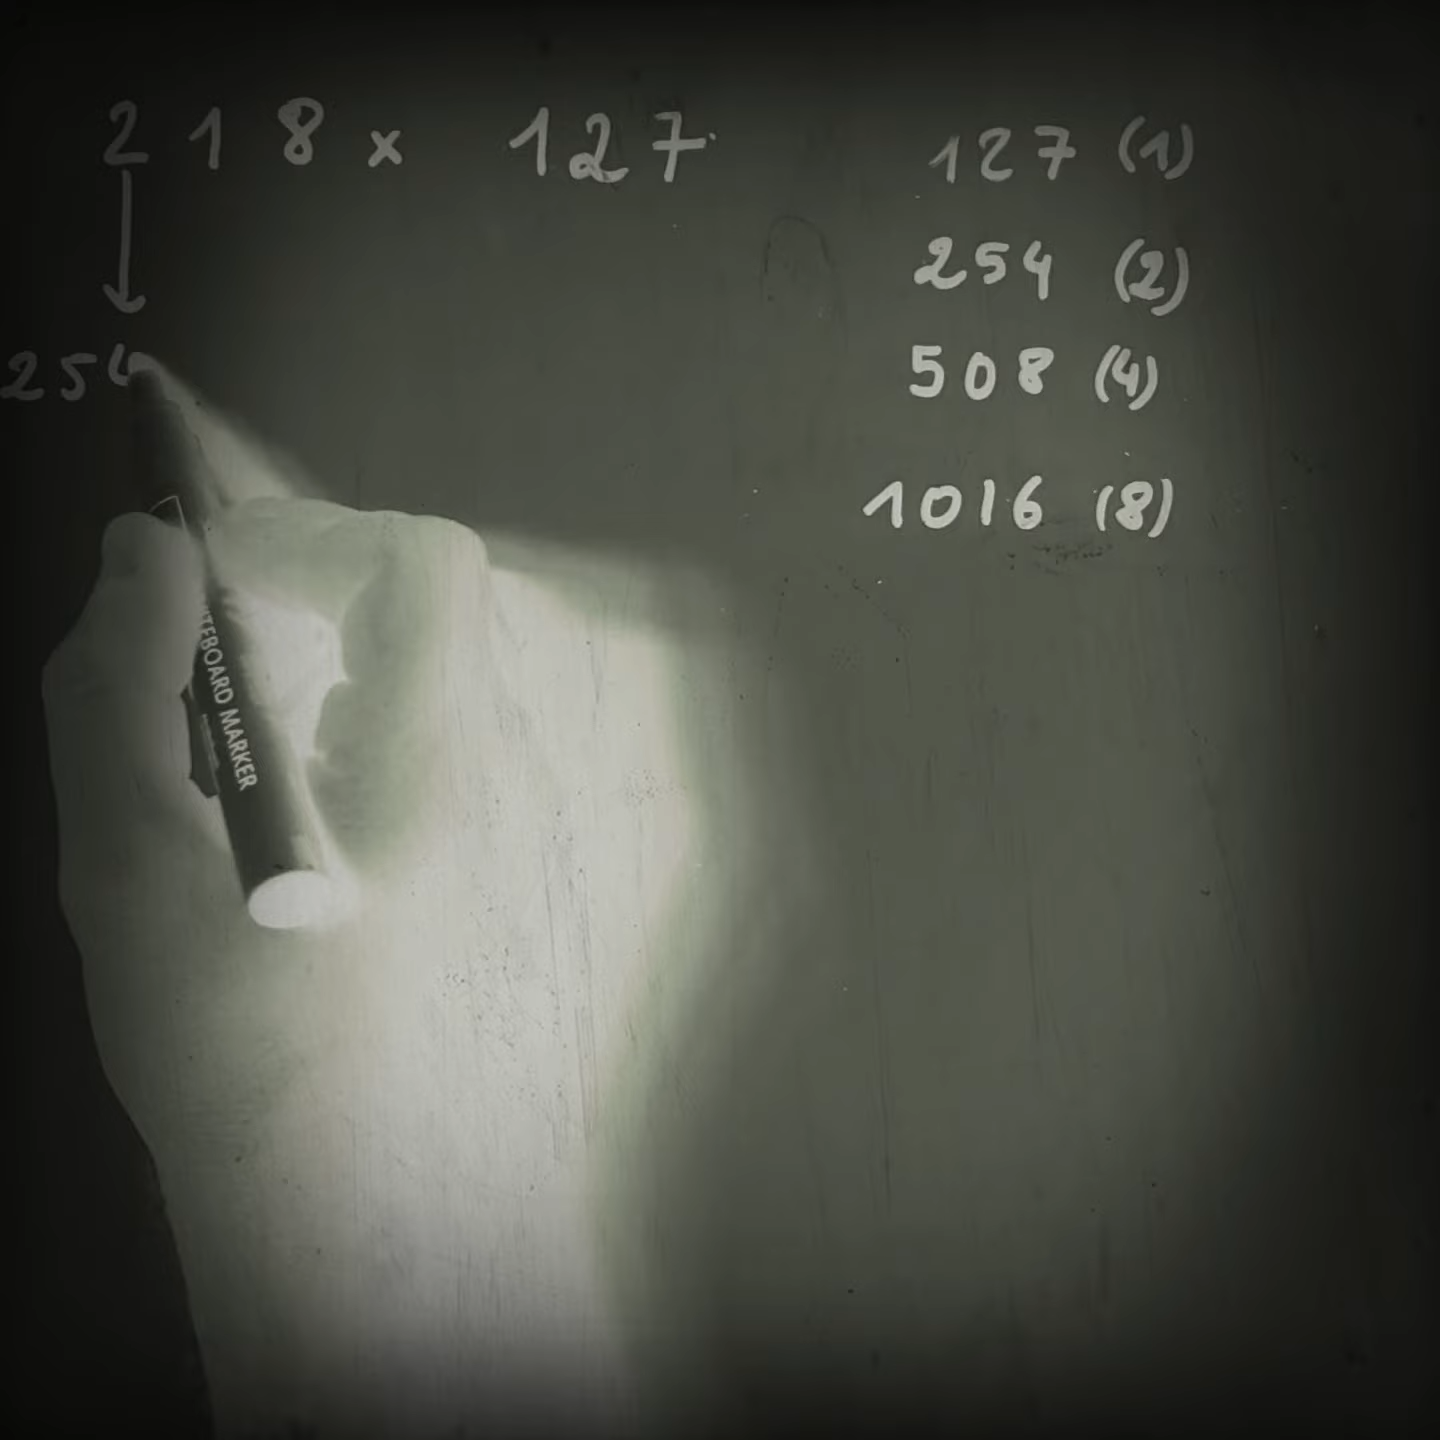 218 x 127
127 (1)
254 (2)
508 (4)
1016 (8)
254
WHITEBOARD MARKER